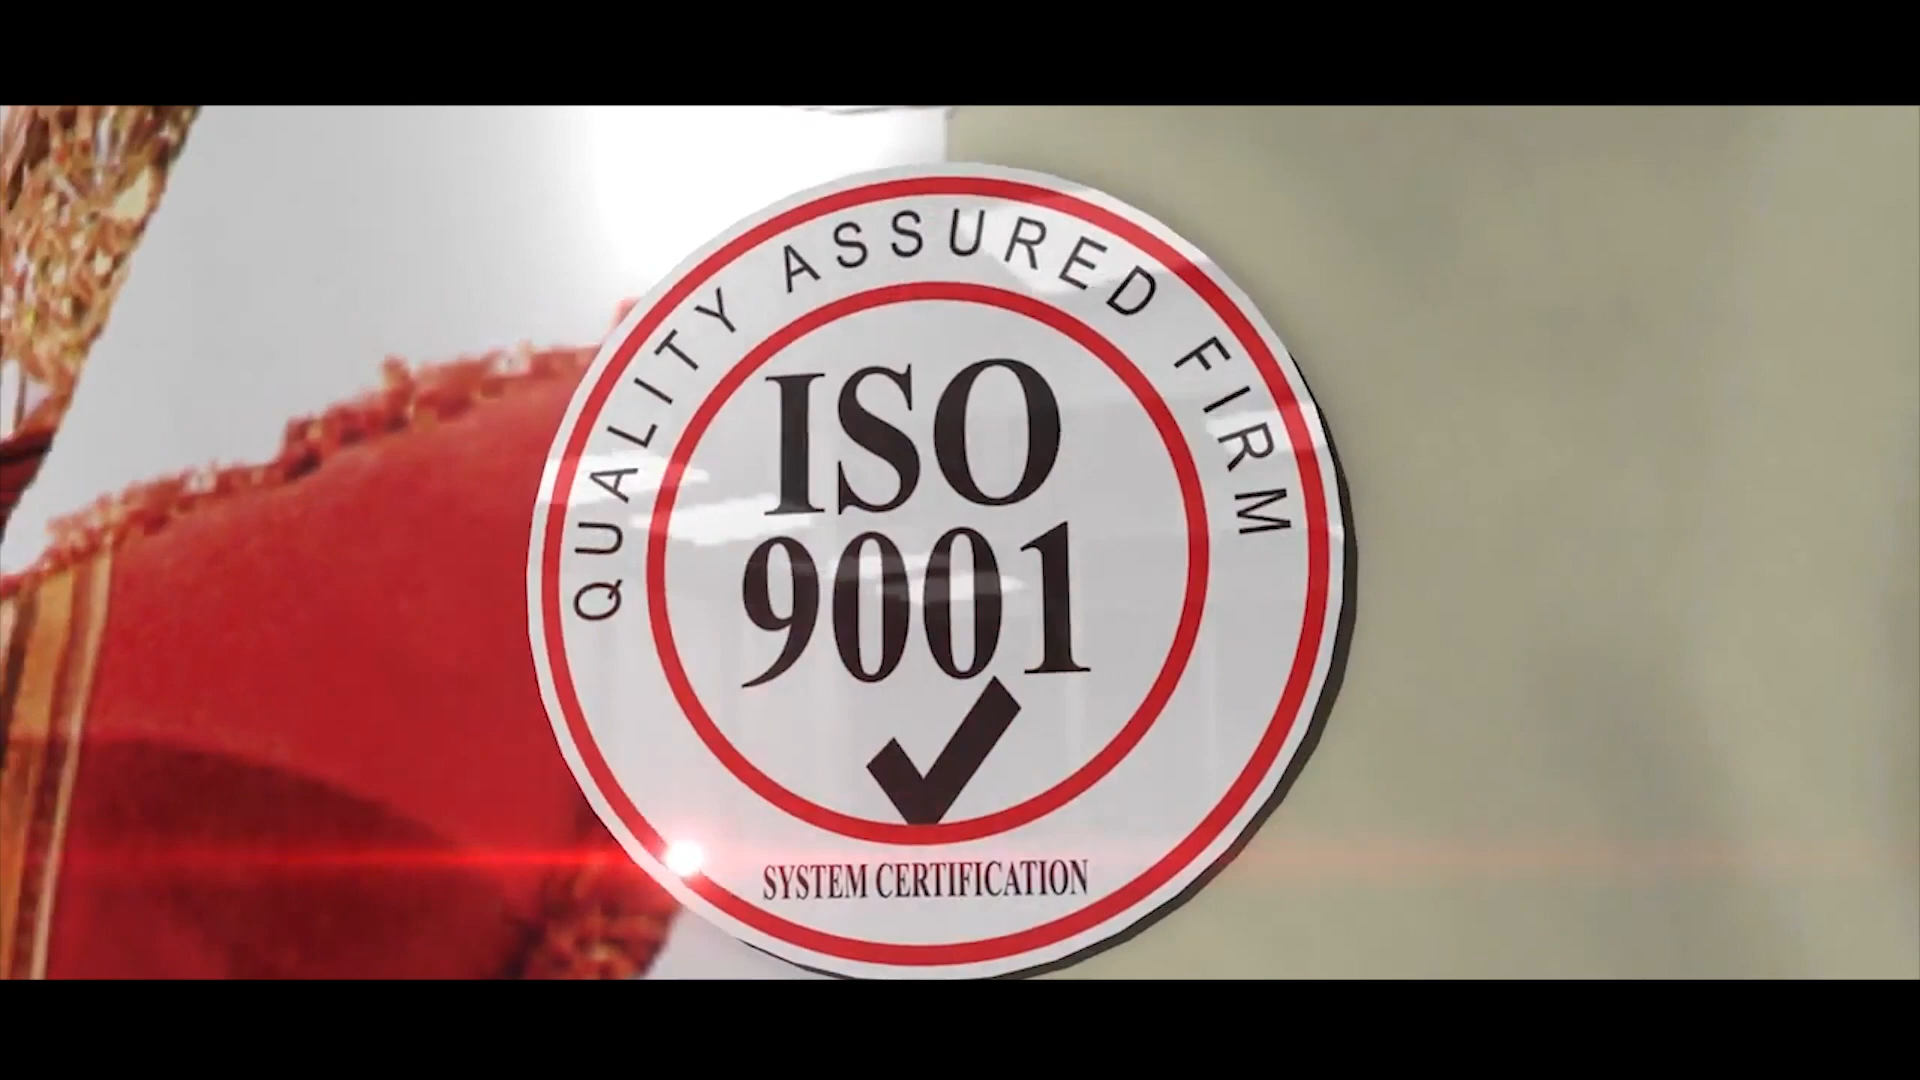 QUALITY ASSURED FIRM
ISO
9001
SYSTEM CERTIFICATION